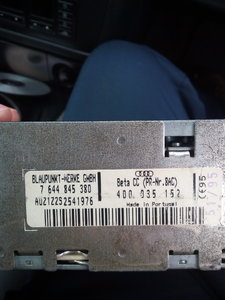 BLAUPUNKT-WERKE GMBH
7 644 845 380
AUZ1Z2S2541976
Beta CC (PR-Nr.8AC)
4D0 035 152
Made in Portugal